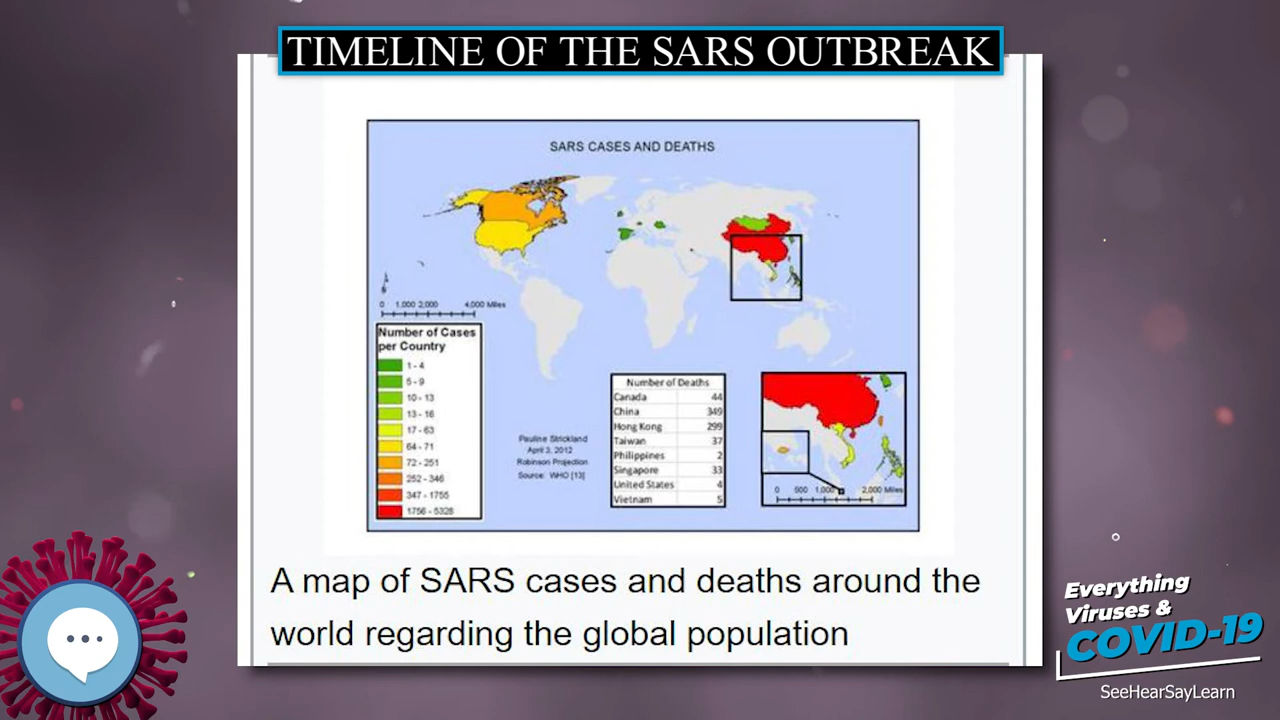 TIMELINE OF THE SARS OUTBREAK
SARS CASES AND DEATHS
0 1,000 2,000 4,000 Miles
Number of Cases
per Country
1 - 4
5 - 9
10 - 13
13 - 16
17 - 63
64 - 71
72 - 251
252 - 346
347 - 1755
1756 - 5328
Pauline Strickland
April 3, 2012
Robinson Projection
Source: WHO [13]
Number of Deaths
Canada 44
China 349
Hong Kong 299
Taiwan 37
Philippines 2
Singapore 33
United States 4
Vietnam 5
0 500 1,000 2,000 Miles
A map of SARS cases and deaths around the
world regarding the global population
Everything
Viruses &
COVID-19
SeeHearSayLearn